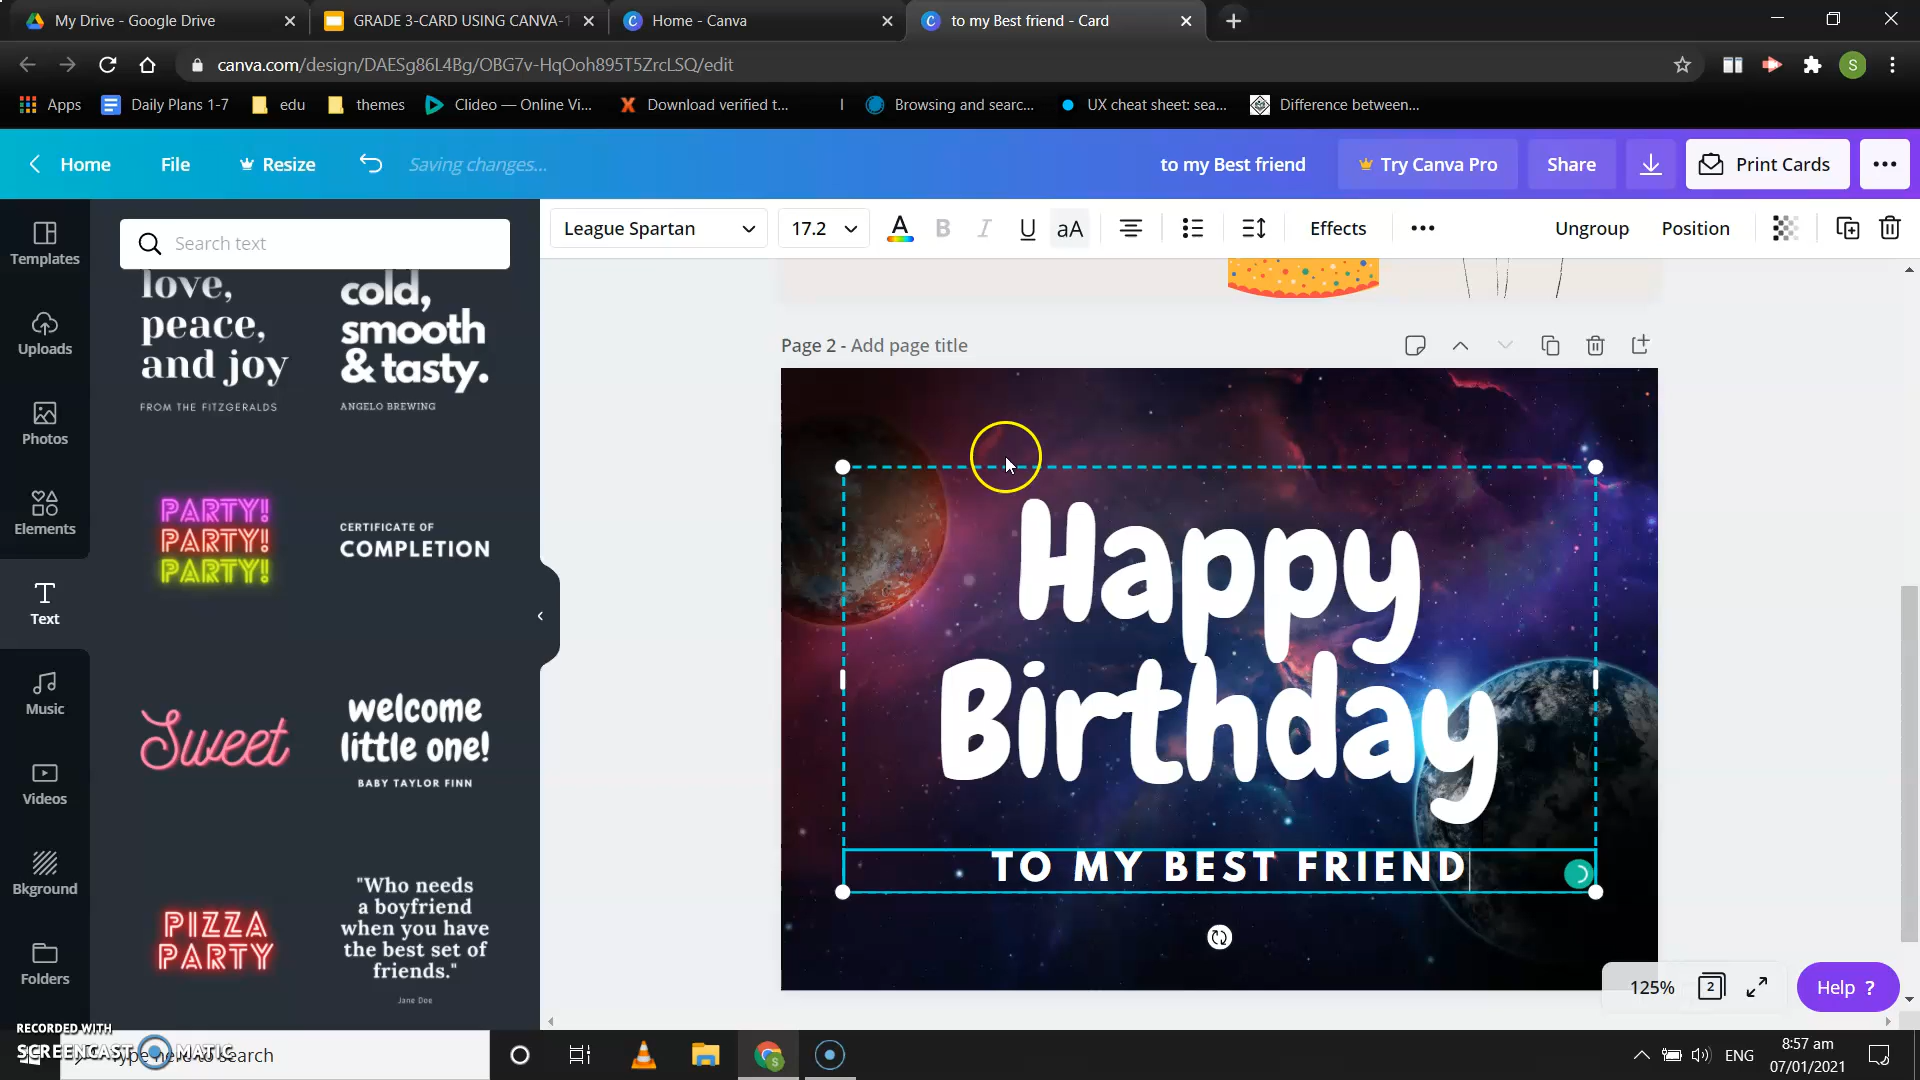 My Drive - Google Drive
GRADE 3-CARD USING CANVA-1
Home - Canva
to my Best friend - Card
canva.com/design/DAESg86L4Bg/OBG7v-HqOoh895T5ZrcLSQ/edit
S
Apps
Daily Plans 1-7
edu
themes
Clideo — Online Vi...
Download verified t...
Browsing and searc...
UX cheat sheet: sea...
Difference between...
Home
File
Resize
Saving changes...
to my Best friend
Try Canva Pro
Share
Print Cards
Templates
Uploads
Photos
Elements
Text
Music
Videos
Bkground
Folders
Search text
love,
peace,
and joy
FROM THE FITZGERALDS
cold,
smooth
& tasty.
ANGELO BREWING
PARTY!
PARTY!
PARTY!
CERTIFICATE OF
COMPLETION
Sweet
welcome
little one!
BABY TAYLOR FINN
PIZZA
PARTY
"Who needs
a boyfriend
when you have
the best set of
friends."
Jane Doe
League Spartan
17.2
A
B
I
U
aA
Effects
Ungroup
Position
Page 2 - Add page title
Happy
Birthday
TO MY BEST FRIEND
125%
2
Help ?
RECORDED WITH
SCREENCAST MATIC
Type here to search
S
ENG
8:57 am
07/01/2021